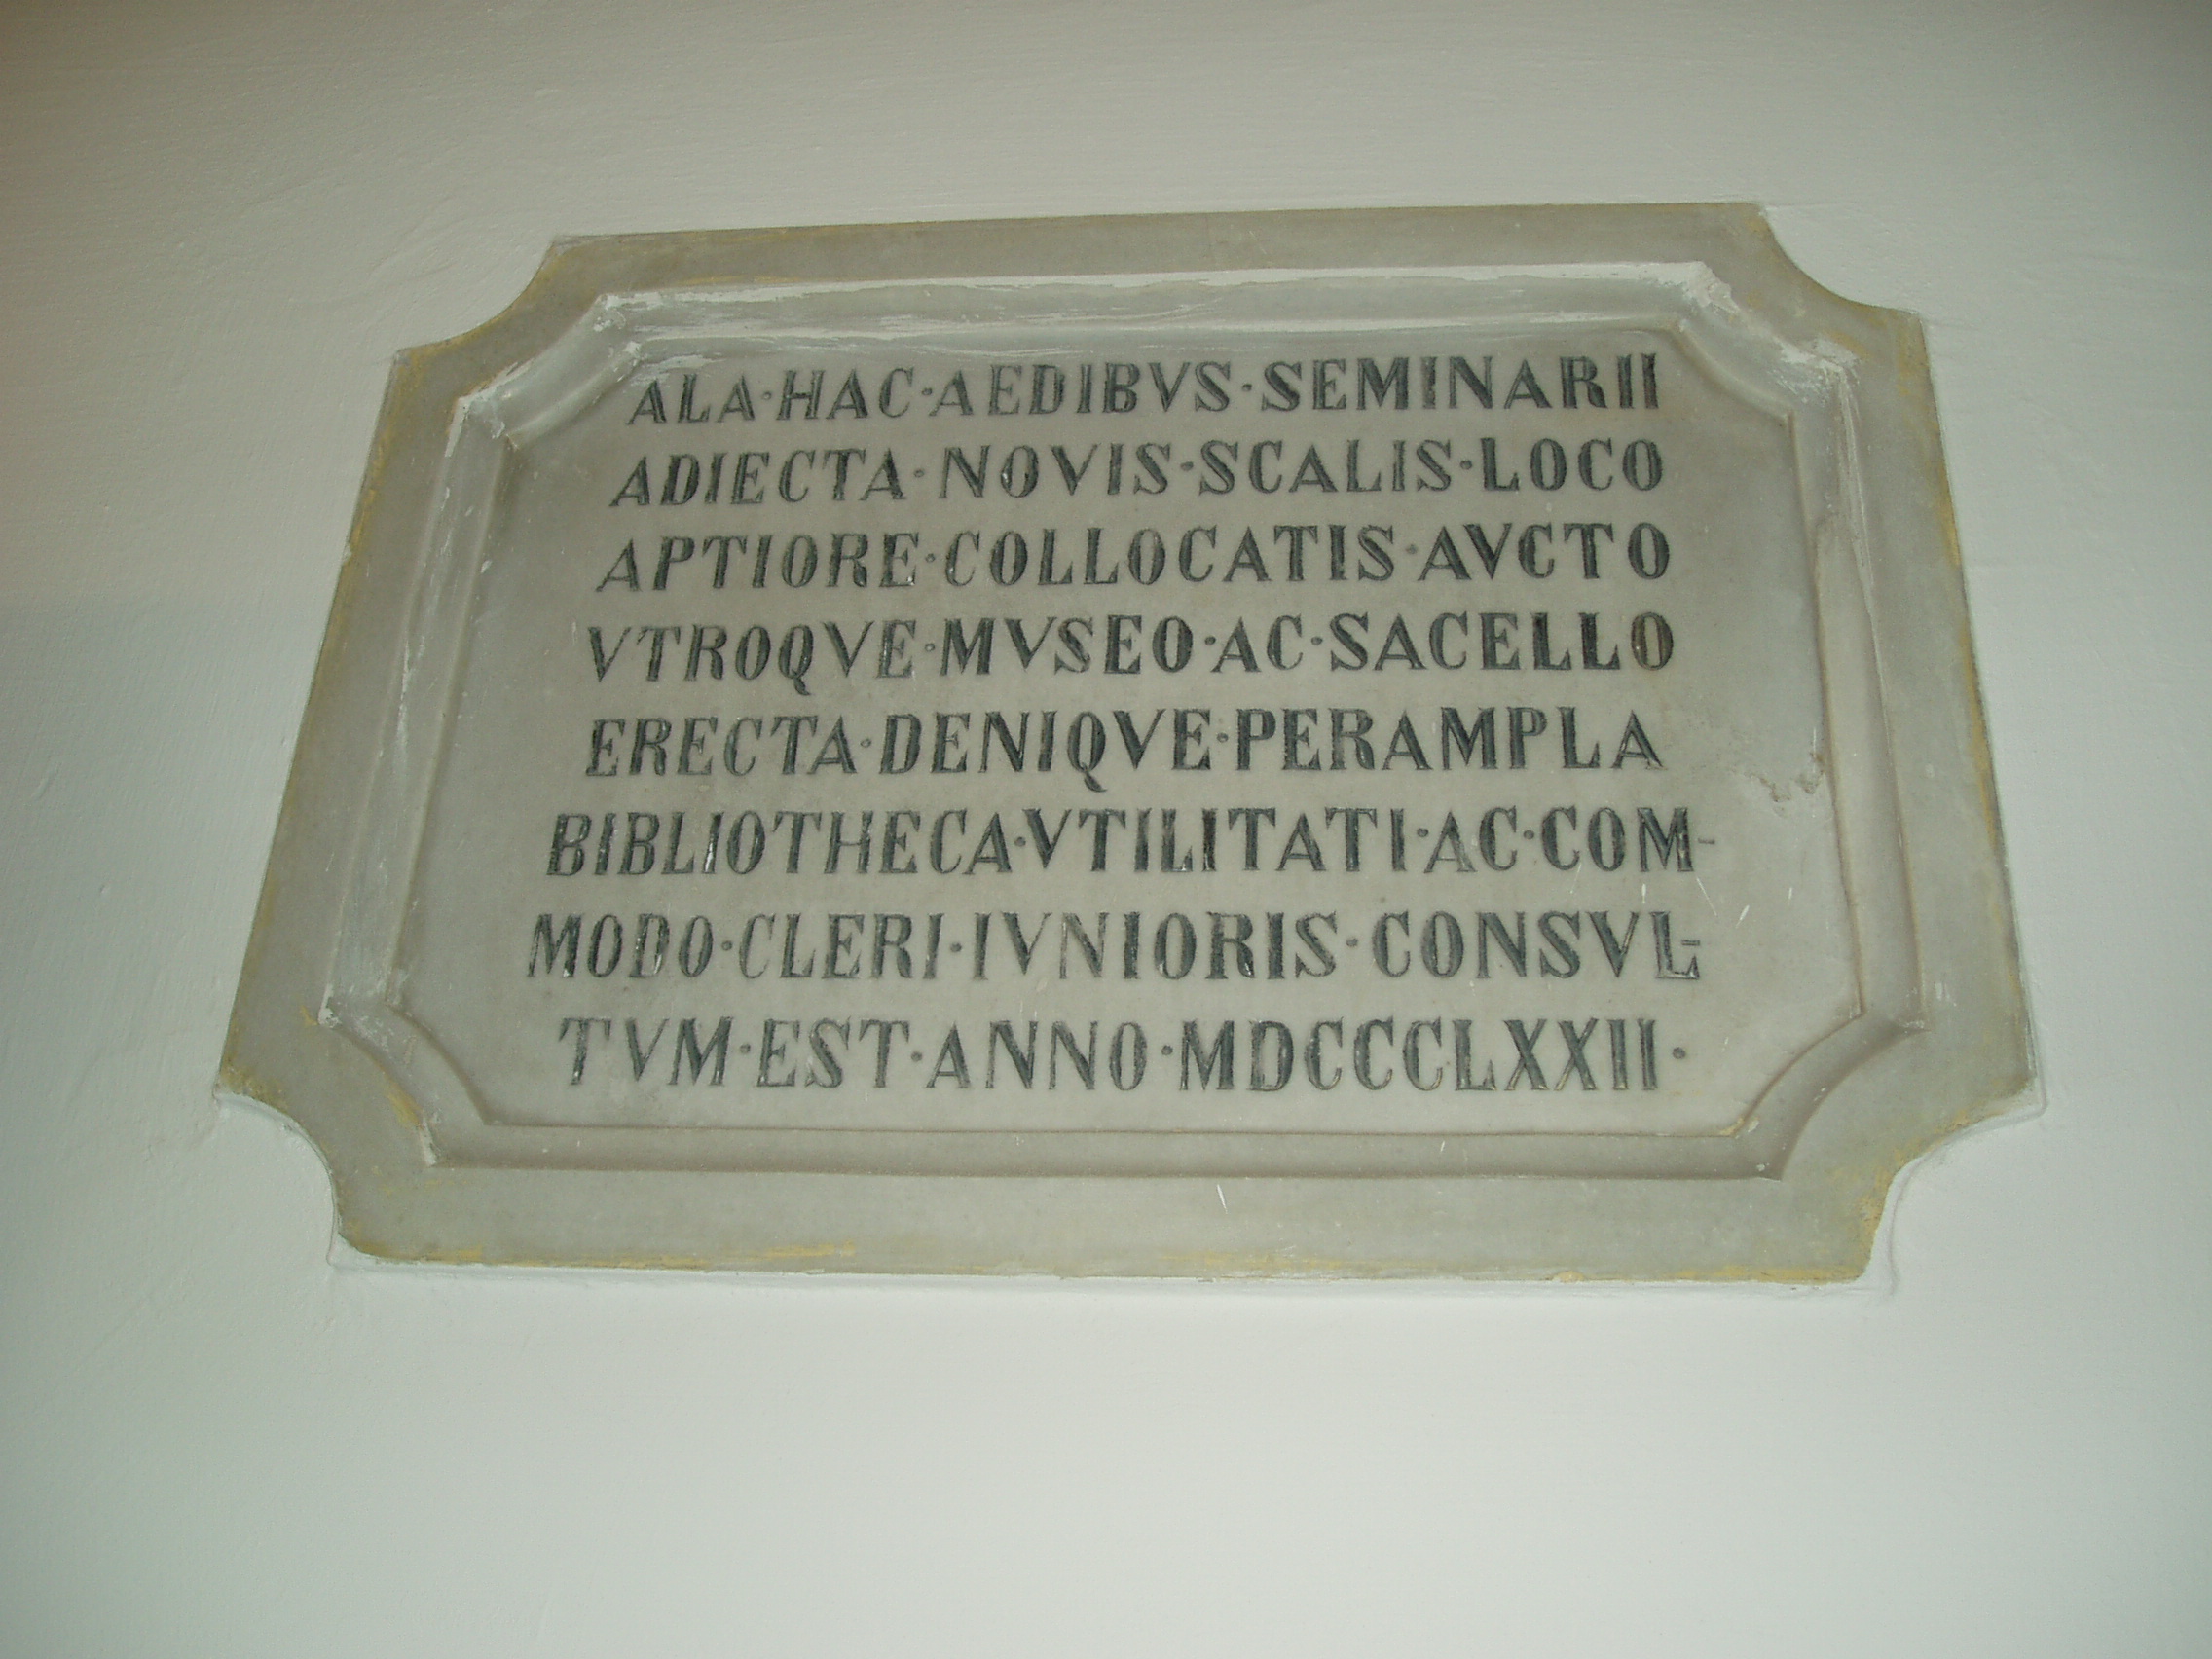 ALA·HAC·AEDIBVS·SEMINARII
ADIECTA·NOVIS·SCALIS·LOCO
APTIORE·COLLOCATIS·AVCTO
VTROQVE·MVSEO·AC·SACELLO
ERECTA·DENIQVE·PERAMPLA
BIBLIOTHECA·VTILITATI·AC·COM-
MODO·CLERI·IVNIORIS·CONSVL-
TVM·EST·ANNO·MDCCCLXXII·